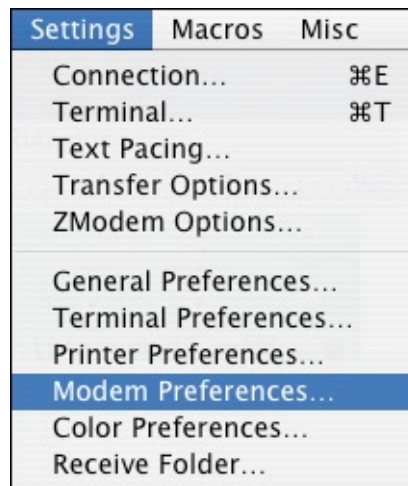 Settings Macros Misc
Connection... ⌘E
Terminal... ⌘T
Text Pacing...
Transfer Options...
ZModem Options...
General Preferences...
Terminal Preferences...
Printer Preferences...
Modem Preferences...
Color Preferences...
Receive Folder...